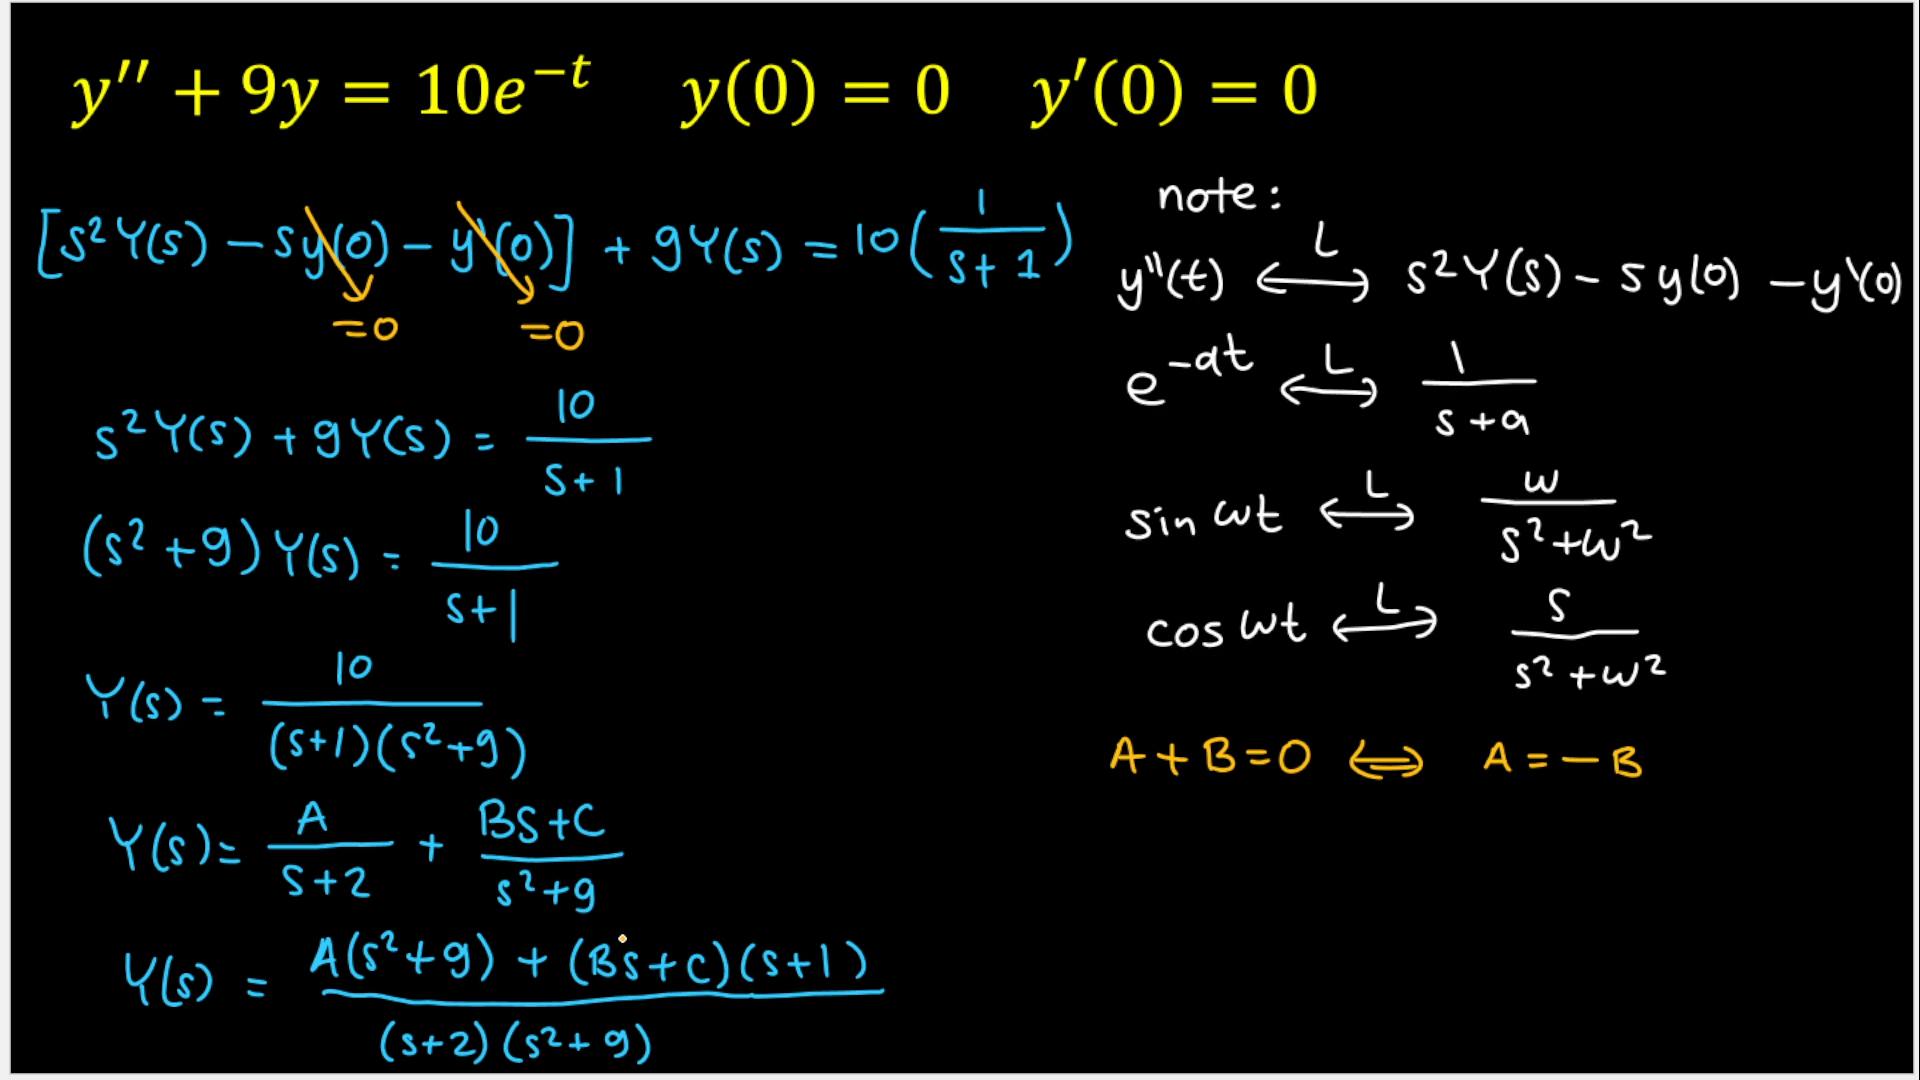 y′′ + 9y = 10e^{−t}   y(0) = 0   y′(0) = 0
[s²Y(s) − sy(0) − y'(0)] + 9Y(s) = 10(1/(s+1))
=0   =0
s²Y(s) + 9Y(s) = 10/(s+1)
(s² + 9)Y(s) = 10/(s+1)
Y(s) = 10/((s+1)(s²+9))
Y(s) = A/(s+2) + (Bs+C)/(s²+9)
Y(s) = (A(s²+9) + (Bs+C)(s+1))/((s+2)(s²+9))
note:
y''(t) ⟷ L s²Y(s) − sy(0) − y'(0)
e^{−at} ⟷ L 1/(s+a)
sin ωt ⟷ L ω/(s²+ω²)
cos ωt ⟷ L s/(s²+ω²)
A + B = 0 ⟺ A = −B